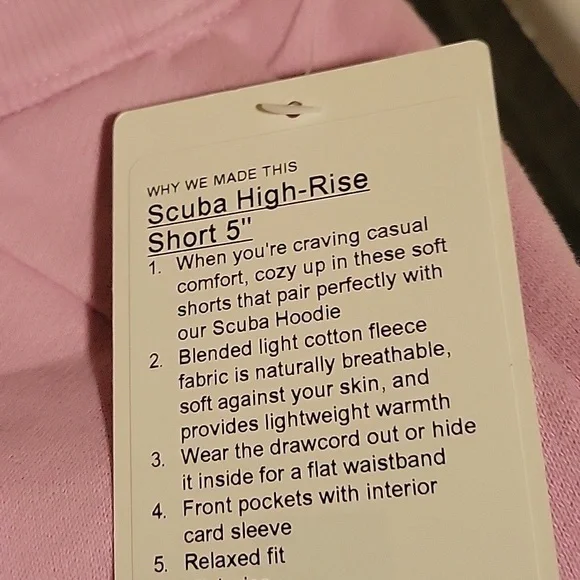 WHY WE MADE THIS
Scuba High-Rise
Short 5"
1. When you're craving casual
comfort, cozy up in these soft
shorts that pair perfectly with
our Scuba Hoodie
2. Blended light cotton fleece
fabric is naturally breathable,
soft against your skin, and
provides lightweight warmth
3. Wear the drawcord out or hide
it inside for a flat waistband
4. Front pockets with interior
card sleeve
5. Relaxed fit